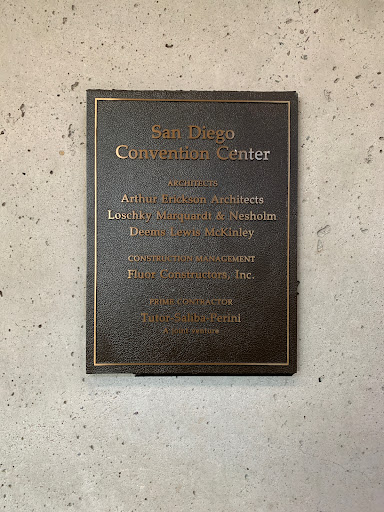 San Diego
Convention Center
ARCHITECTS
Arthur Erickson Architects
Loschky Marquardt & Nesholm
Deems Lewis McKinley
CONSTRUCTION MANAGEMENT
Fluor Constructors, Inc.
PRIME CONTRACTOR
Tutor-Saliba-Perini
A Joint Venture